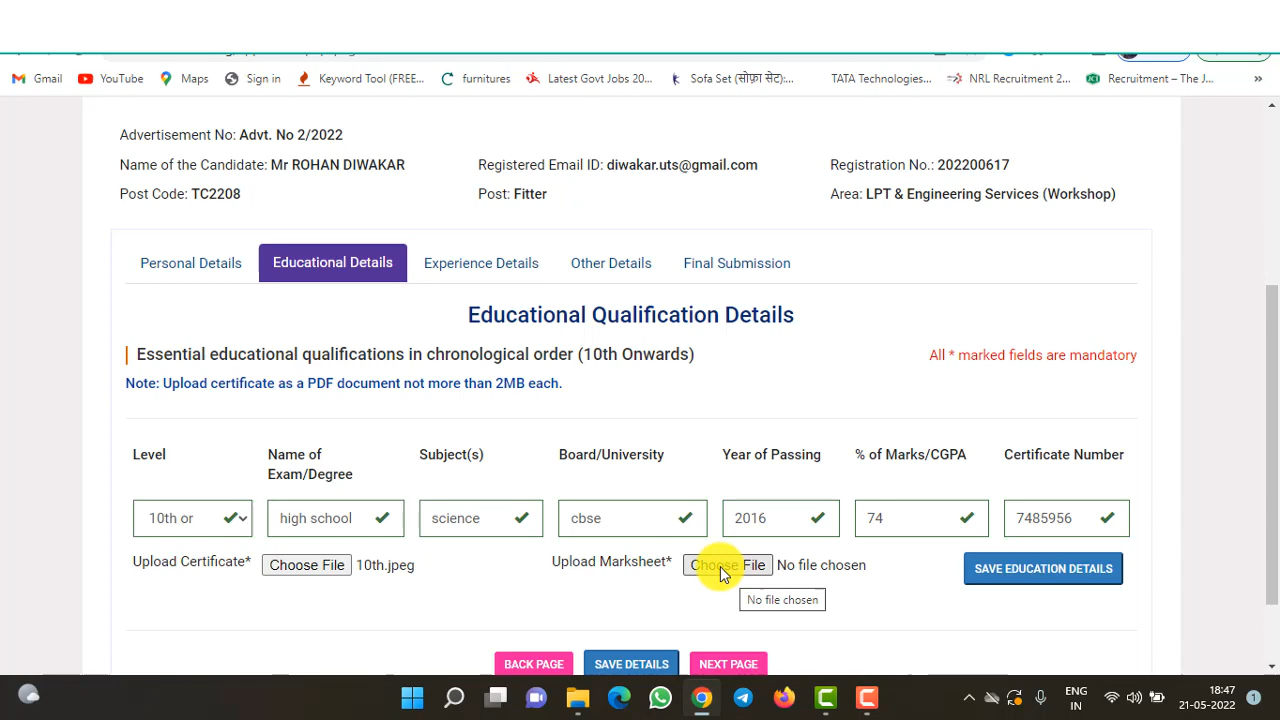 Gmail YouTube Maps Sign in Keyword Tool (FREE... furnitures Latest Govt Jobs 20... Sofa Set (सोफ़ा सेट):... TATA Technologies... NRL Recruitment 2... Recruitment – The J... »
Advertisement No: Advt. No 2/2022
Name of the Candidate: Mr ROHAN DIWAKAR Registered Email ID: diwakar.uts@gmail.com Registration No.: 202200617
Post Code: TC2208 Post: Fitter Area: LPT & Engineering Services (Workshop)
Personal Details Educational Details Experience Details Other Details Final Submission
Educational Qualification Details
Essential educational qualifications in chronological order (10th Onwards) All * marked fields are mandatory
Note: Upload certificate as a PDF document not more than 2MB each.
Level Name of Exam/Degree Subject(s) Board/University Year of Passing % of Marks/CGPA Certificate Number
10th or high school science cbse 2016 74 7485956
Upload Certificate* Choose File 10th.jpeg Upload Marksheet* Choose File No file chosen SAVE EDUCATION DETAILS
No file chosen
BACK PAGE SAVE DETAILS NEXT PAGE
ENG 18:47
IN 21-05-2022 1